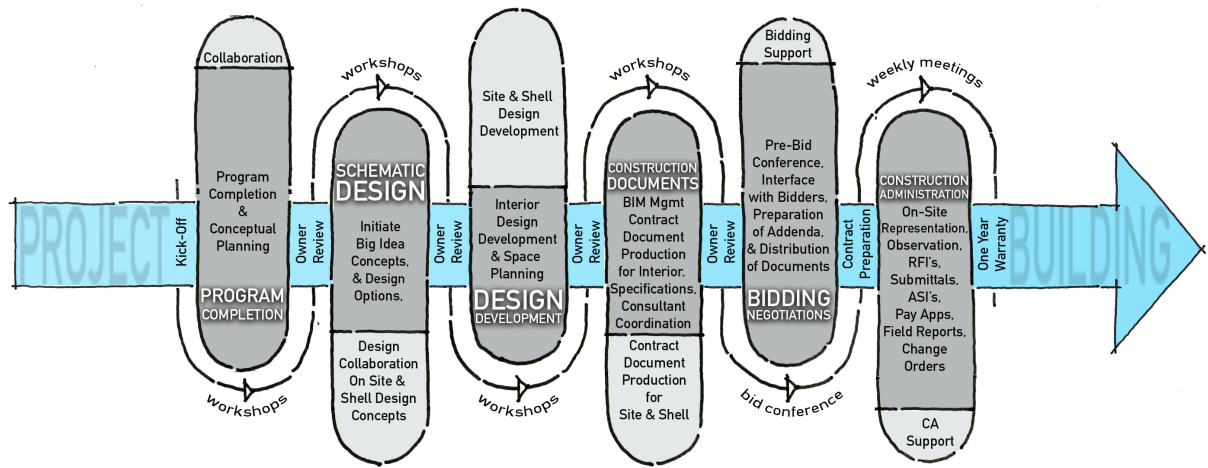 PROJECT
Kick-Off
Collaboration
Program
Completion
&
Conceptual
Planning
PROGRAM
COMPLETION
workshops
Owner
Review
workshops
SCHEMATIC
DESIGN
Initiate
Big Idea
Concepts,
& Design
Options,
Design
Collaboration
On Site &
Shell Design
Concepts
Owner
Review
Site & Shell
Design
Development
Interior
Design
Development
& Space
Planning
DESIGN
DEVELOPMENT
workshops
Owner
Review
workshops
CONSTRUCTION
DOCUMENTS
BIM Mgmt
Contract
Document
Production
for Interior.
Specifications,
Consultant
Coordination
Contract
Document
Production
for
Site & Shell
Owner
Review
Bidding
Support
Pre-Bid
Conference,
Interface
with Bidders,
Preparation
of Addenda,
& Distribution
of Documents
BIDDING
NEGOTIATIONS
bid conference
Contract
Preparation
weekly meetings
CONSTRUCTION
ADMINISTRATION
On-Site
Representation,
Observation,
RFI's,
Submittals,
ASI's,
Pay Apps,
Field Reports,
Change
Orders
CA
Support
One Year
Warranty
BUILDING